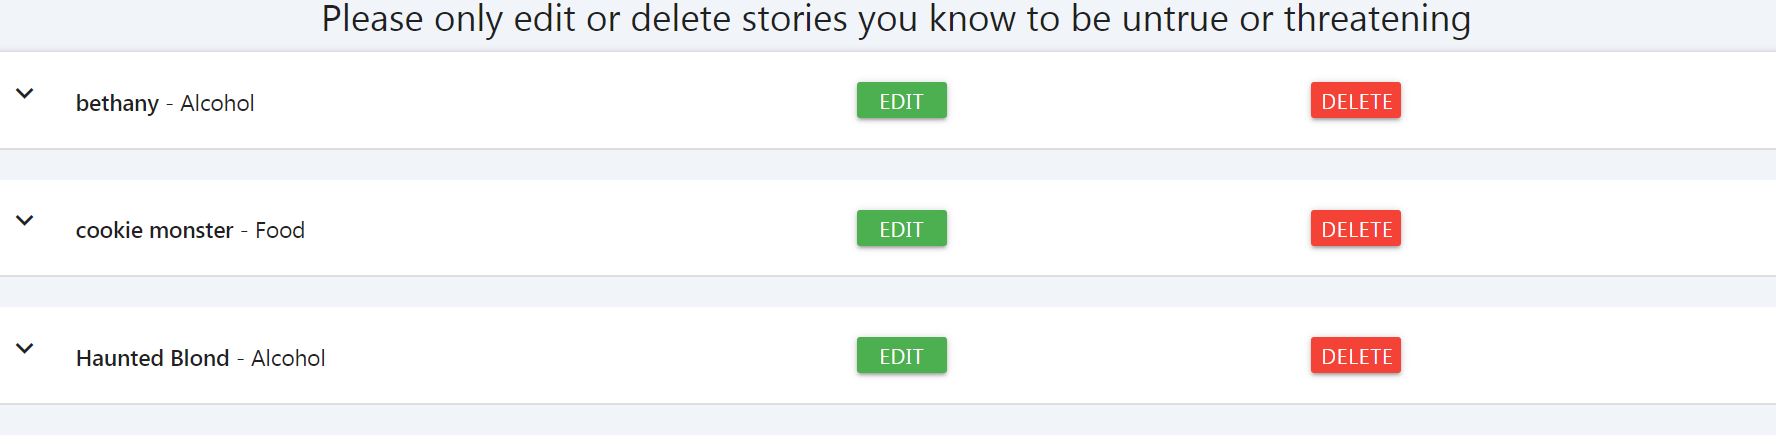 Please only edit or delete stories you know to be untrue or threatening
bethany - Alcohol EDIT DELETE
cookie monster - Food EDIT DELETE
Haunted Blond - Alcohol EDIT DELETE